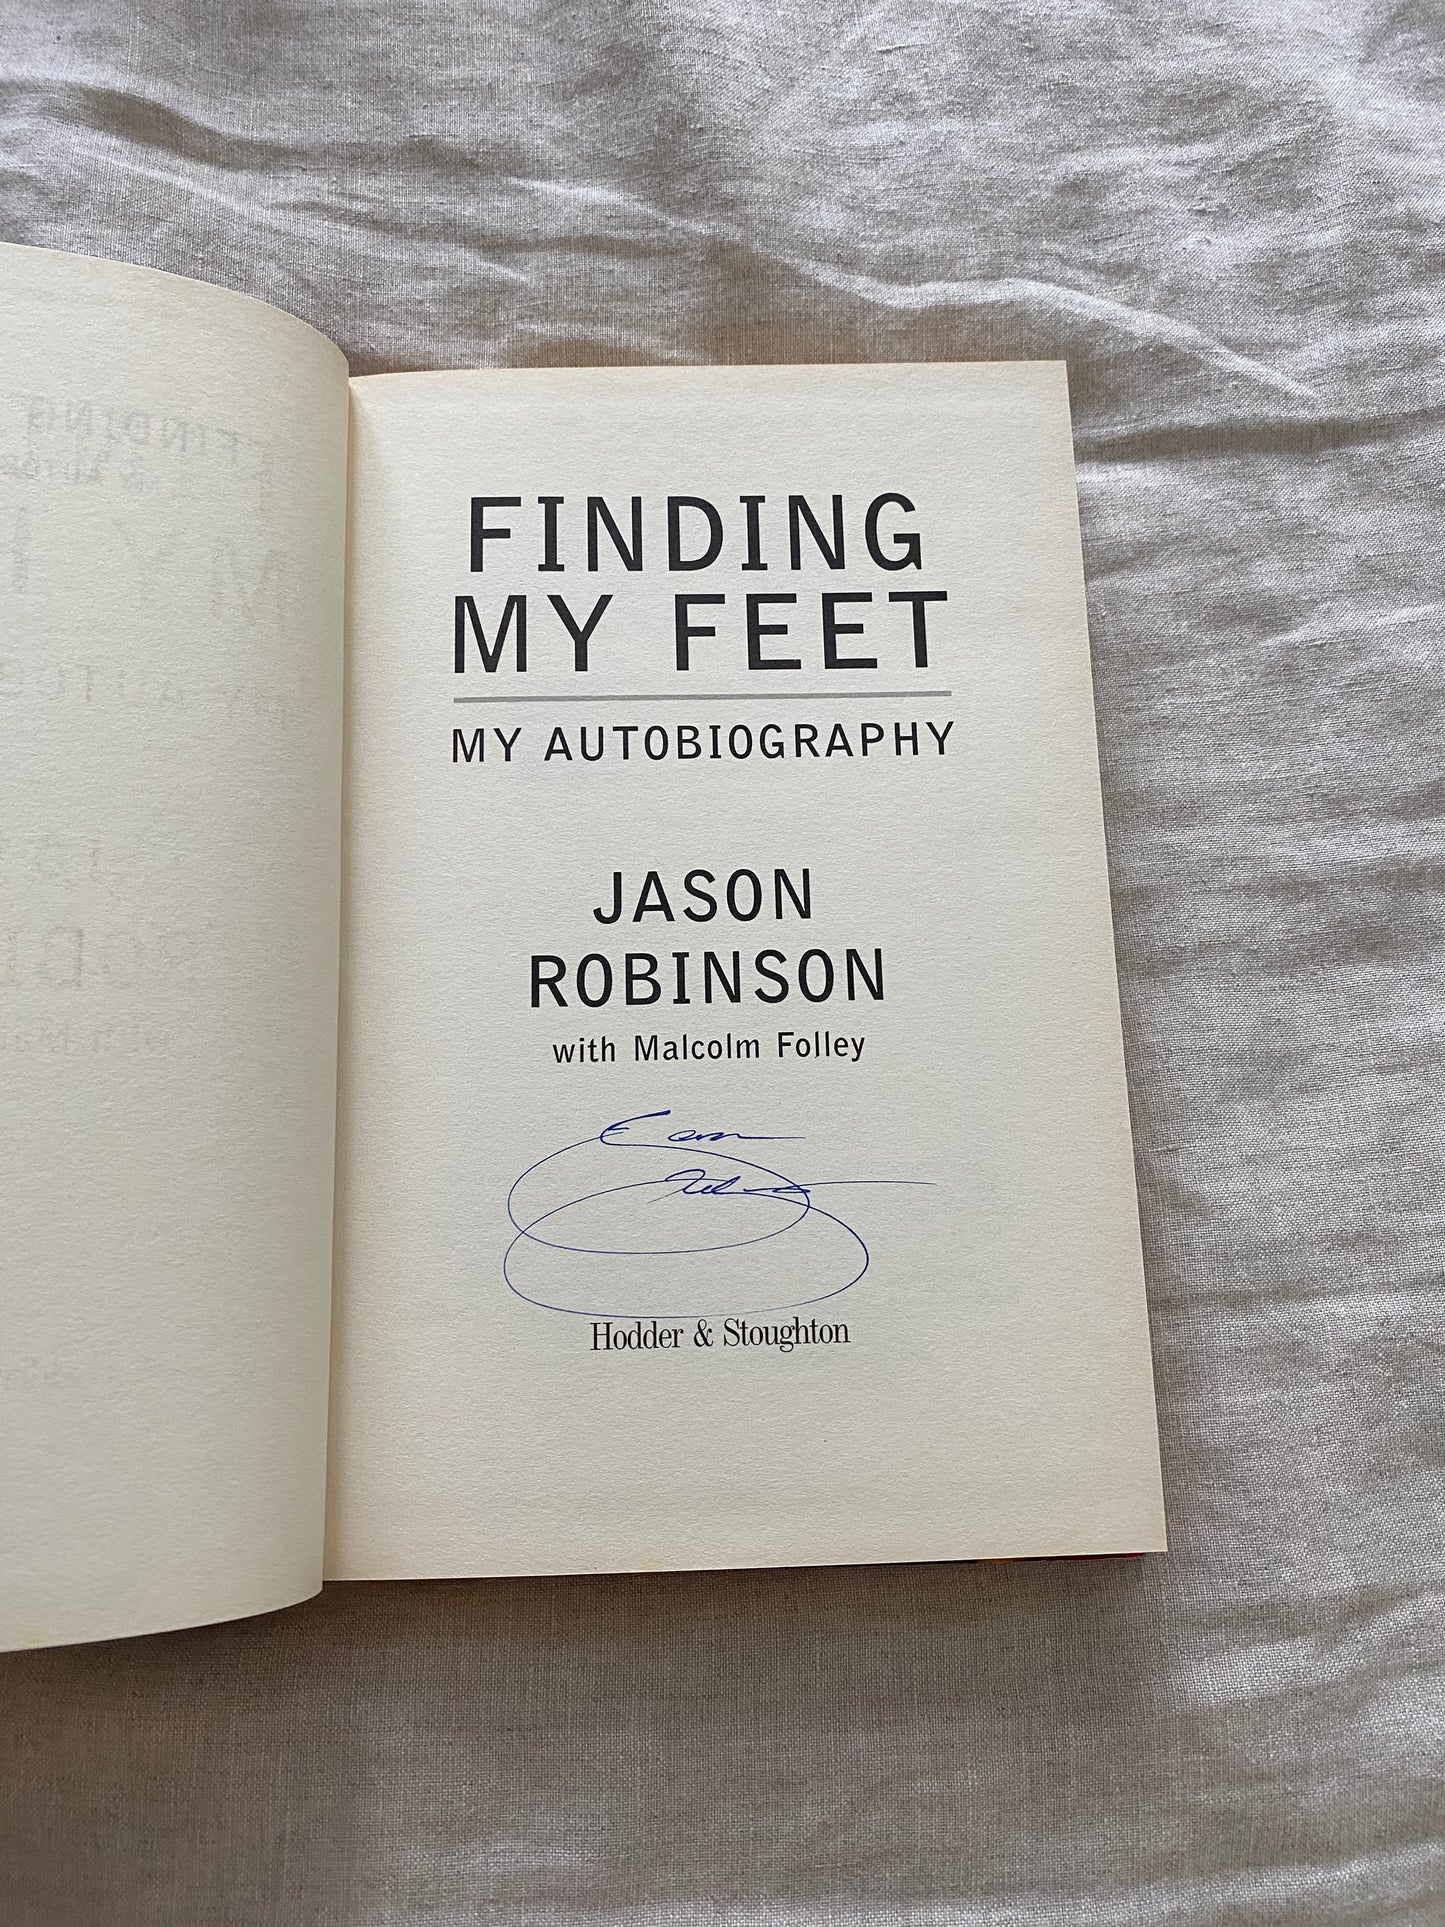 FINDING
MY FEET
MY AUTOBIOGRAPHY
JASON
ROBINSON
with Malcolm Folley
Hodder & Stoughton